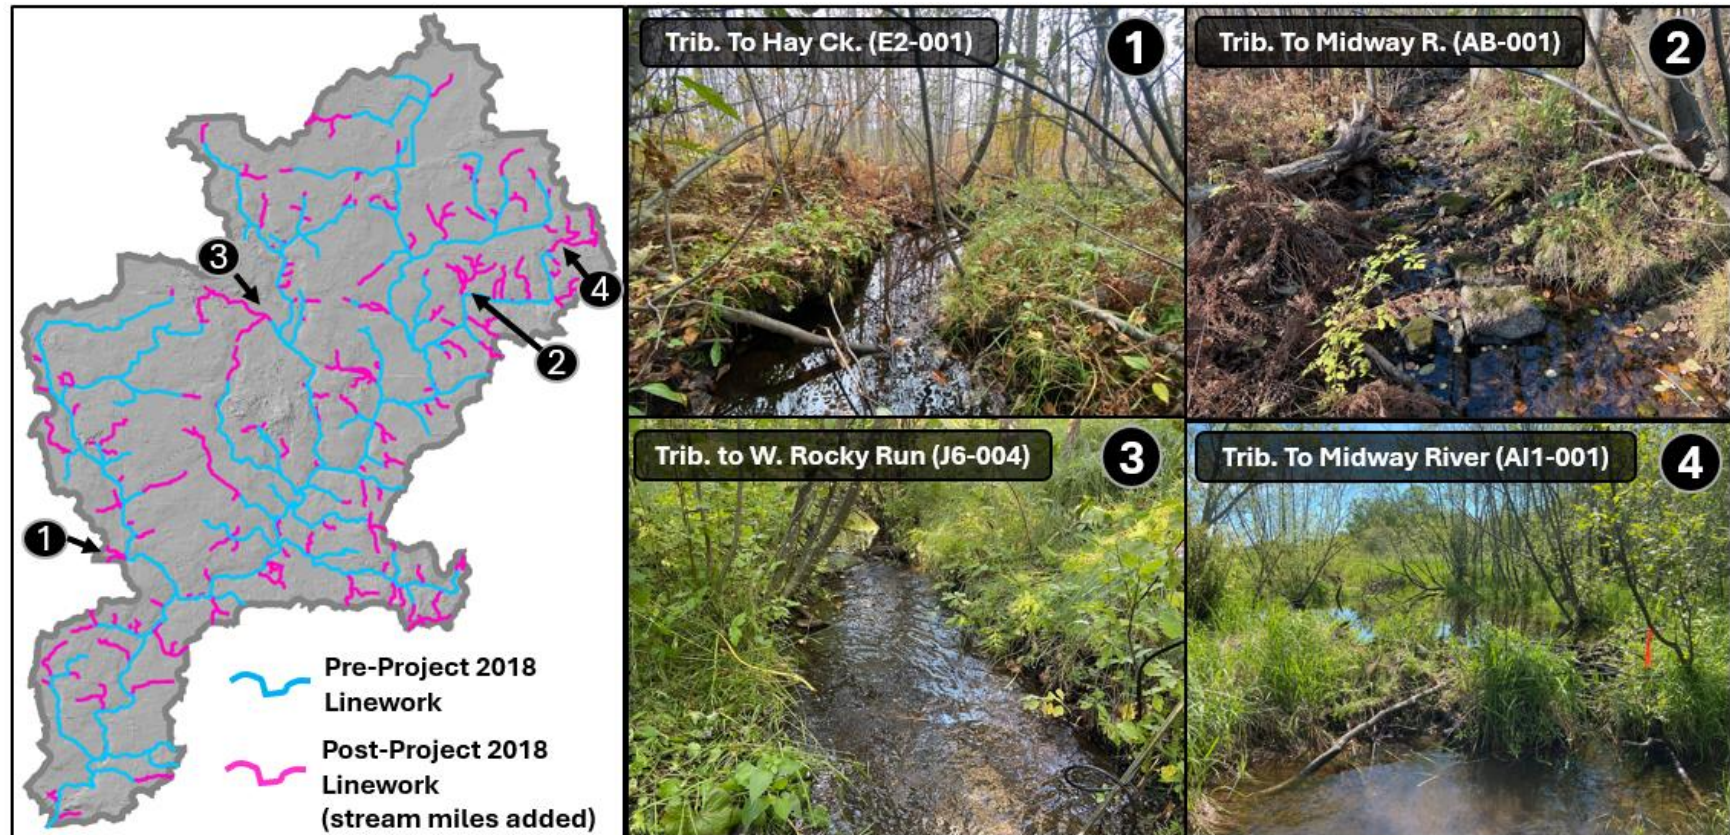 3
4
2
1
Pre-Project 2018
Linework
Post-Project 2018
Linework
(stream miles added)
Trib. To Hay Ck. (E2-001)
1
Trib. To Midway R. (AB-001)
2
Trib. to W. Rocky Run (J6-004)
3
Trib. To Midway River (AI1-001)
4